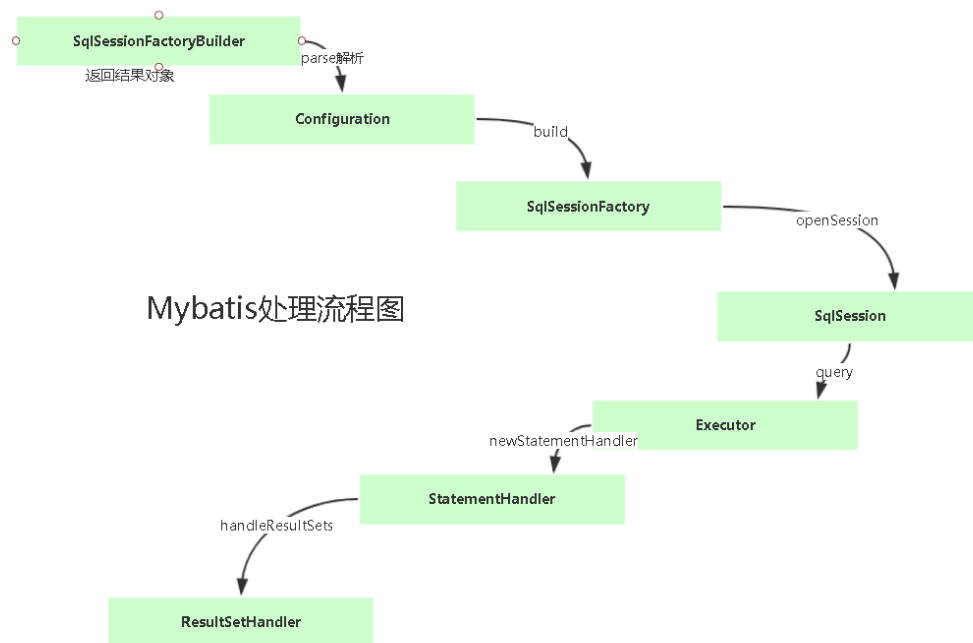 SqlSessionFactoryBuilder
parse解析
返回结果对象
Configuration
build
SqlSessionFactory
openSession
Mybatis处理流程图
SqlSession
query
Executor
newStatementHandler
StatementHandler
handleResultSets
ResultSetHandler